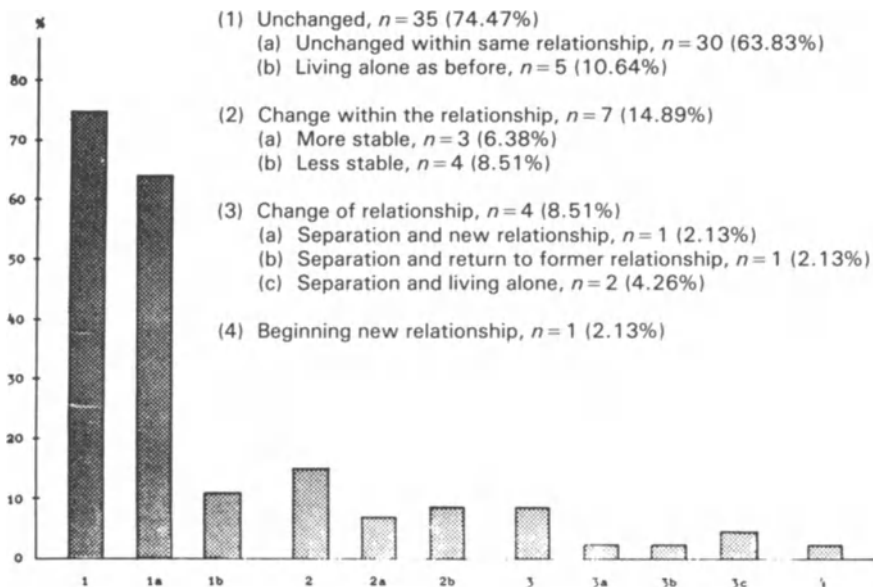 %
(1) Unchanged, n = 35 (74.47%)
(a) Unchanged within same relationship, n = 30 (63.83%)
(b) Living alone as before, n = 5 (10.64%)
(2) Change within the relationship, n = 7 (14.89%)
(a) More stable, n = 3 (6.38%)
(b) Less stable, n = 4 (8.51%)
(3) Change of relationship, n = 4 (8.51%)
(a) Separation and new relationship, n = 1 (2.13%)
(b) Separation and return to former relationship, n = 1 (2.13%)
(c) Separation and living alone, n = 2 (4.26%)
(4) Beginning new relationship, n = 1 (2.13%)
80
70
60
50
40
30
20
10
0
1 1a 1b 2 2a 2b 3 3a 3b 3c